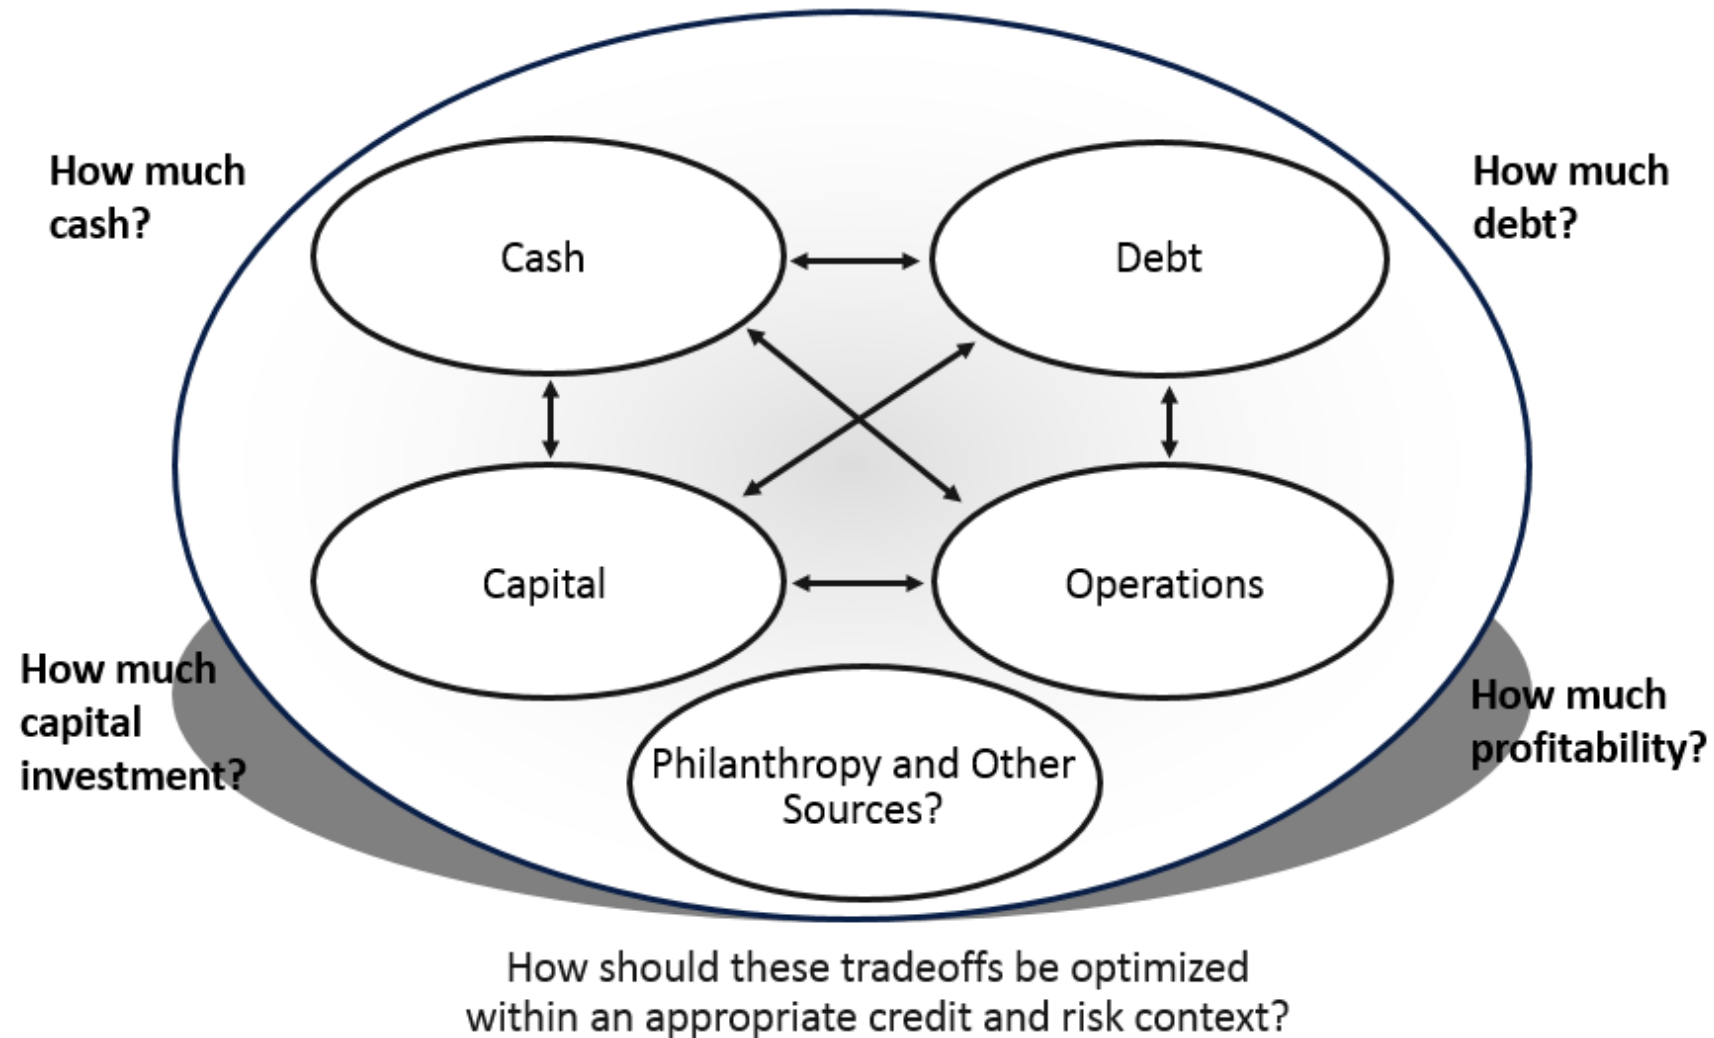 How much
cash?
How much
debt?
Cash
Debt
Capital
Operations
How much
capital
investment?
How much
profitability?
Philanthropy and Other
Sources?
How should these tradeoffs be optimized
within an appropriate credit and risk context?